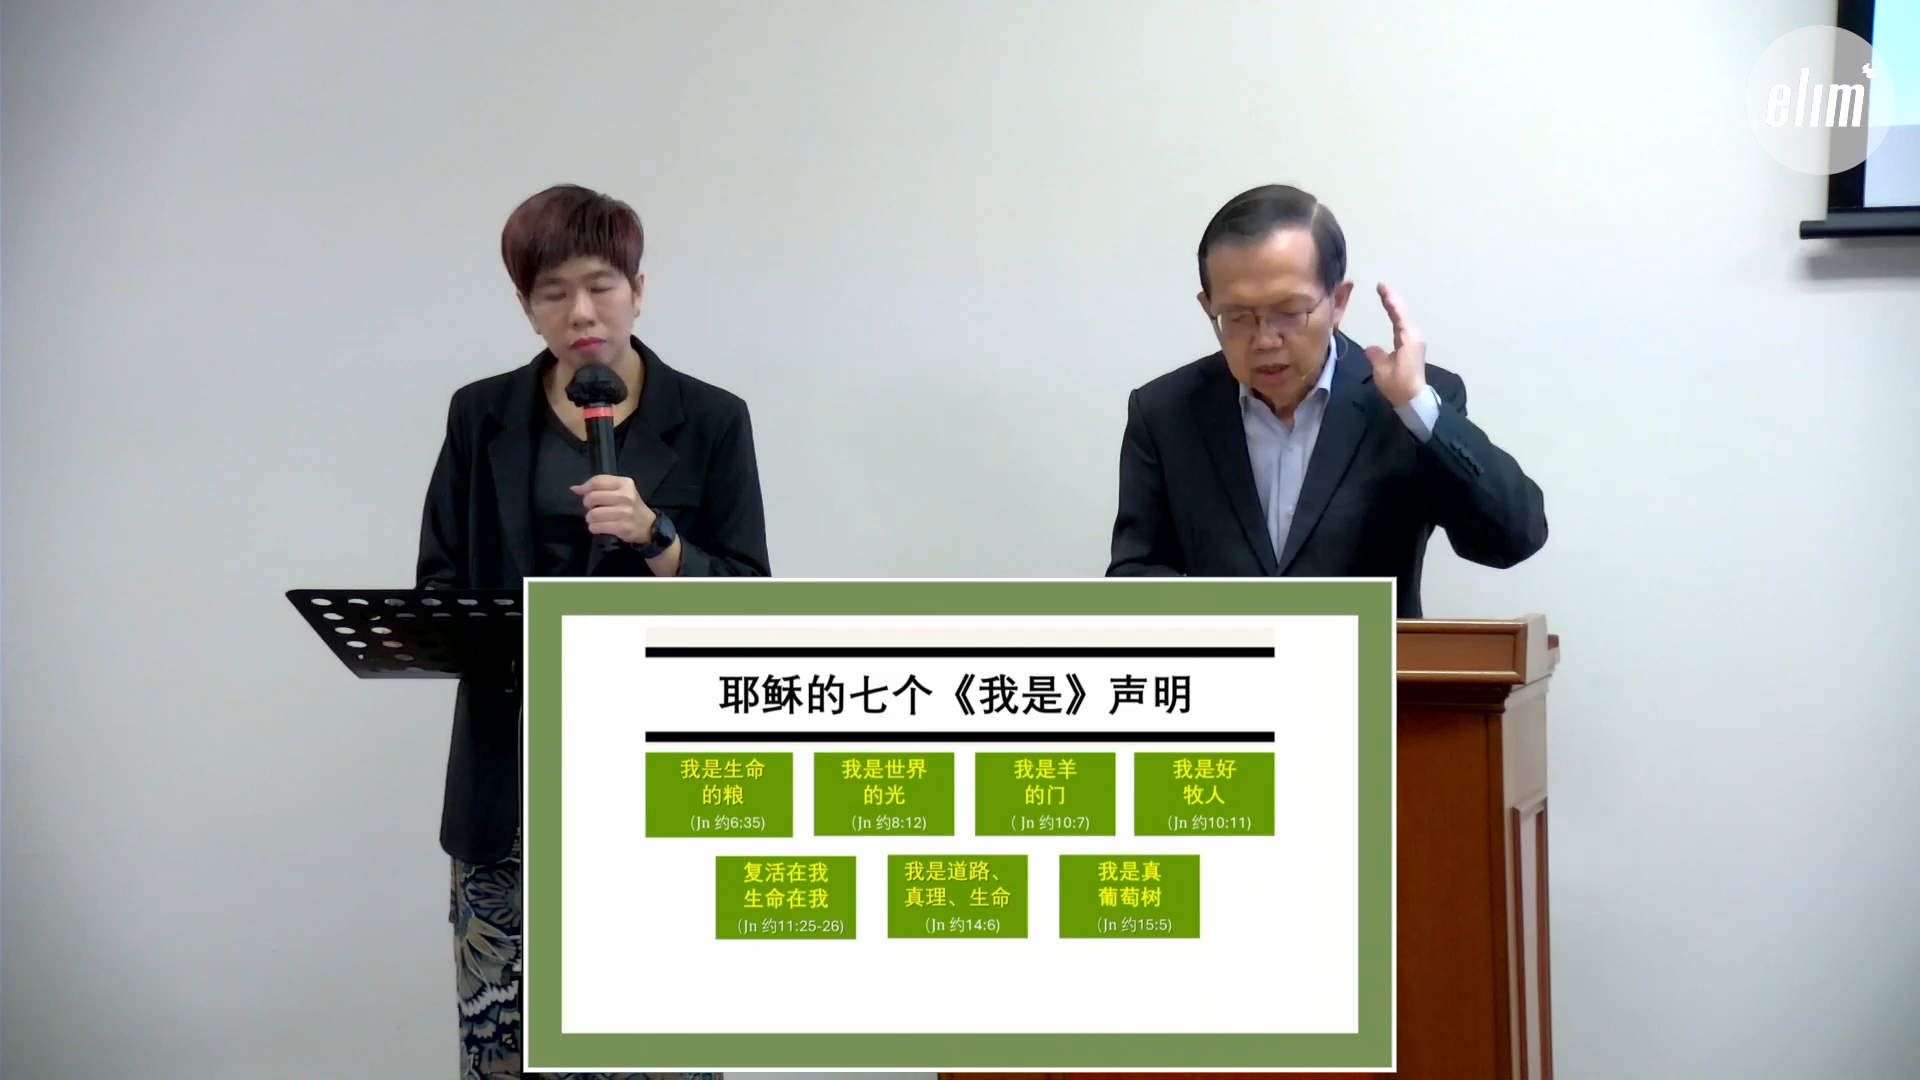 elim
耶稣的七个《我是》声明
我是生命
的粮
(Jn 约6:35)
我是世界
的光
(Jn 约8:12)
我是羊
的门
( Jn 约10:7)
我是好
牧人
(Jn 约10:11)
复活在我
生命在我
(Jn 约11:25-26)
我是道路、
真理、生命
(Jn 约14:6)
我是真
葡萄树
(Jn 约15:5)